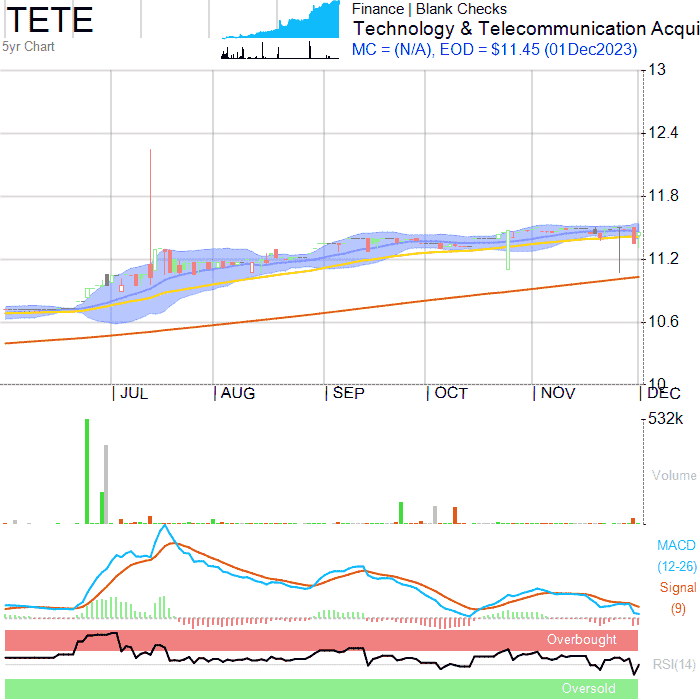 TETE
5yr Chart
Finance | Blank Checks
Technology & Telecommunication Acqui
MC = (N/A), EOD = $11.45 (01Dec2023)
13
12.4
11.8
11.2
10.6
10
JUL AUG SEP OCT NOV DEC
532k
Volume
MACD
(12-26)
Signal
(9)
Overbought
RSI(14)
Oversold